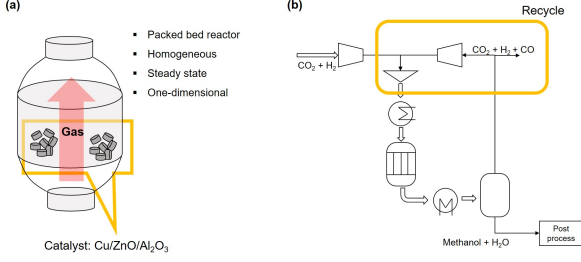 (a)
▪ Packed bed reactor
▪ Homogeneous
▪ Steady state
▪ One-dimensional
Gas
Catalyst: Cu/ZnO/Al₂O₃
(b)
Recycle
CO₂ + H₂
CO₂ + H₂ + CO
Methanol + H₂O
Post
process